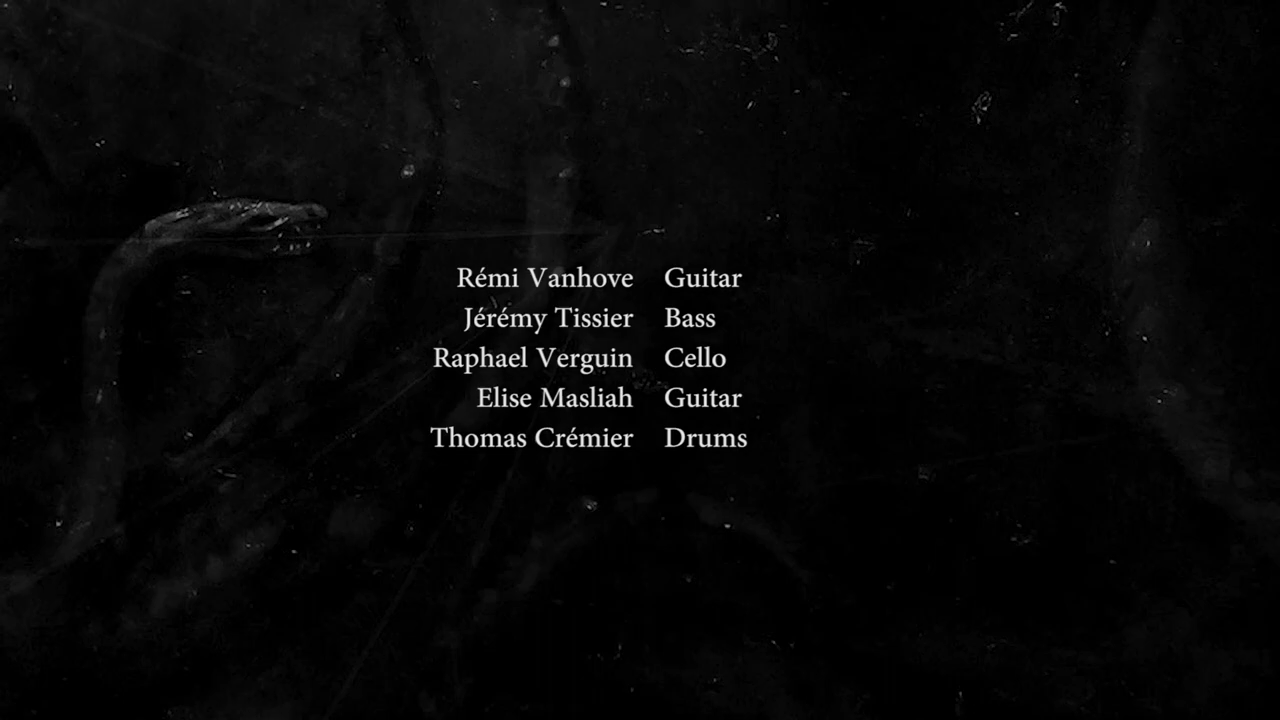 Rémi Vanhove Guitar
Jérémy Tissier Bass
Raphael Verguin Cello
Elise Masliah Guitar
Thomas Crémier Drums